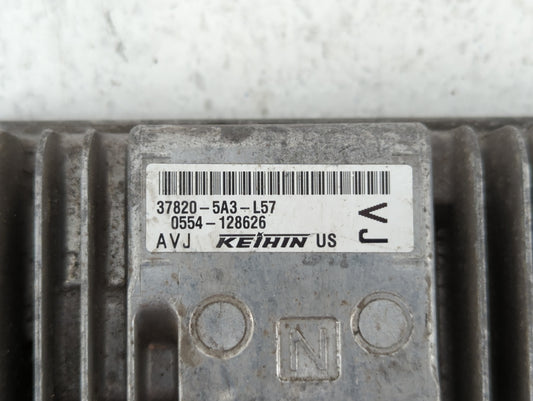 37820-5A3-L57
0554-128626
AVJ KEIHIN US
VJ
N